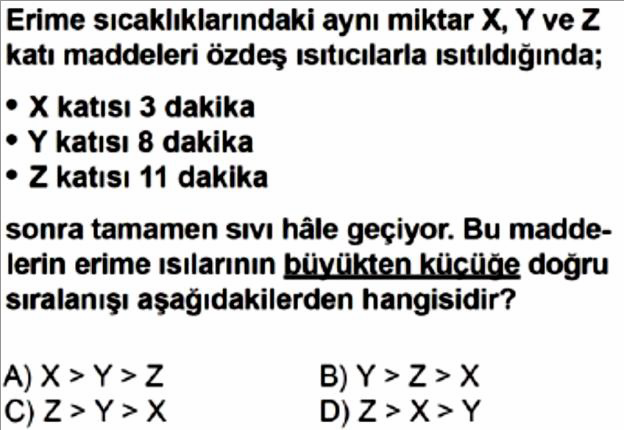 Erime sıcaklıklarındaki aynı miktar X, Y ve Z
katı maddeleri özdeş ısıtıcılarla ısıtıldığında;
• X katısı 3 dakika
• Y katısı 8 dakika
• Z katısı 11 dakika
sonra tamamen sıvı hâle geçiyor. Bu madde-
lerin erime ısılarının büyükten küçüğe doğru
sıralanışı aşağıdakilerden hangisidir?
A) X > Y > Z
B) Y > Z > X
C) Z > Y > X
D) Z > X > Y